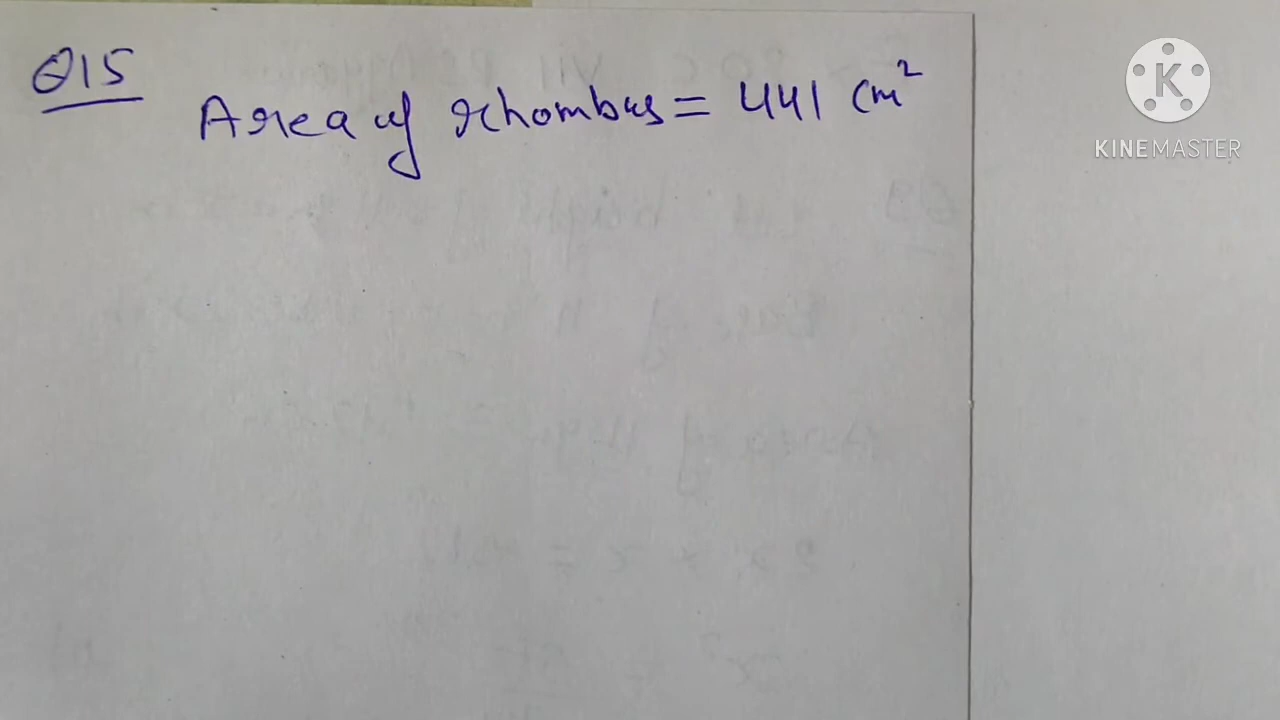 Q15
Area of rhombus = 441 cm²
K
KINEMASTER